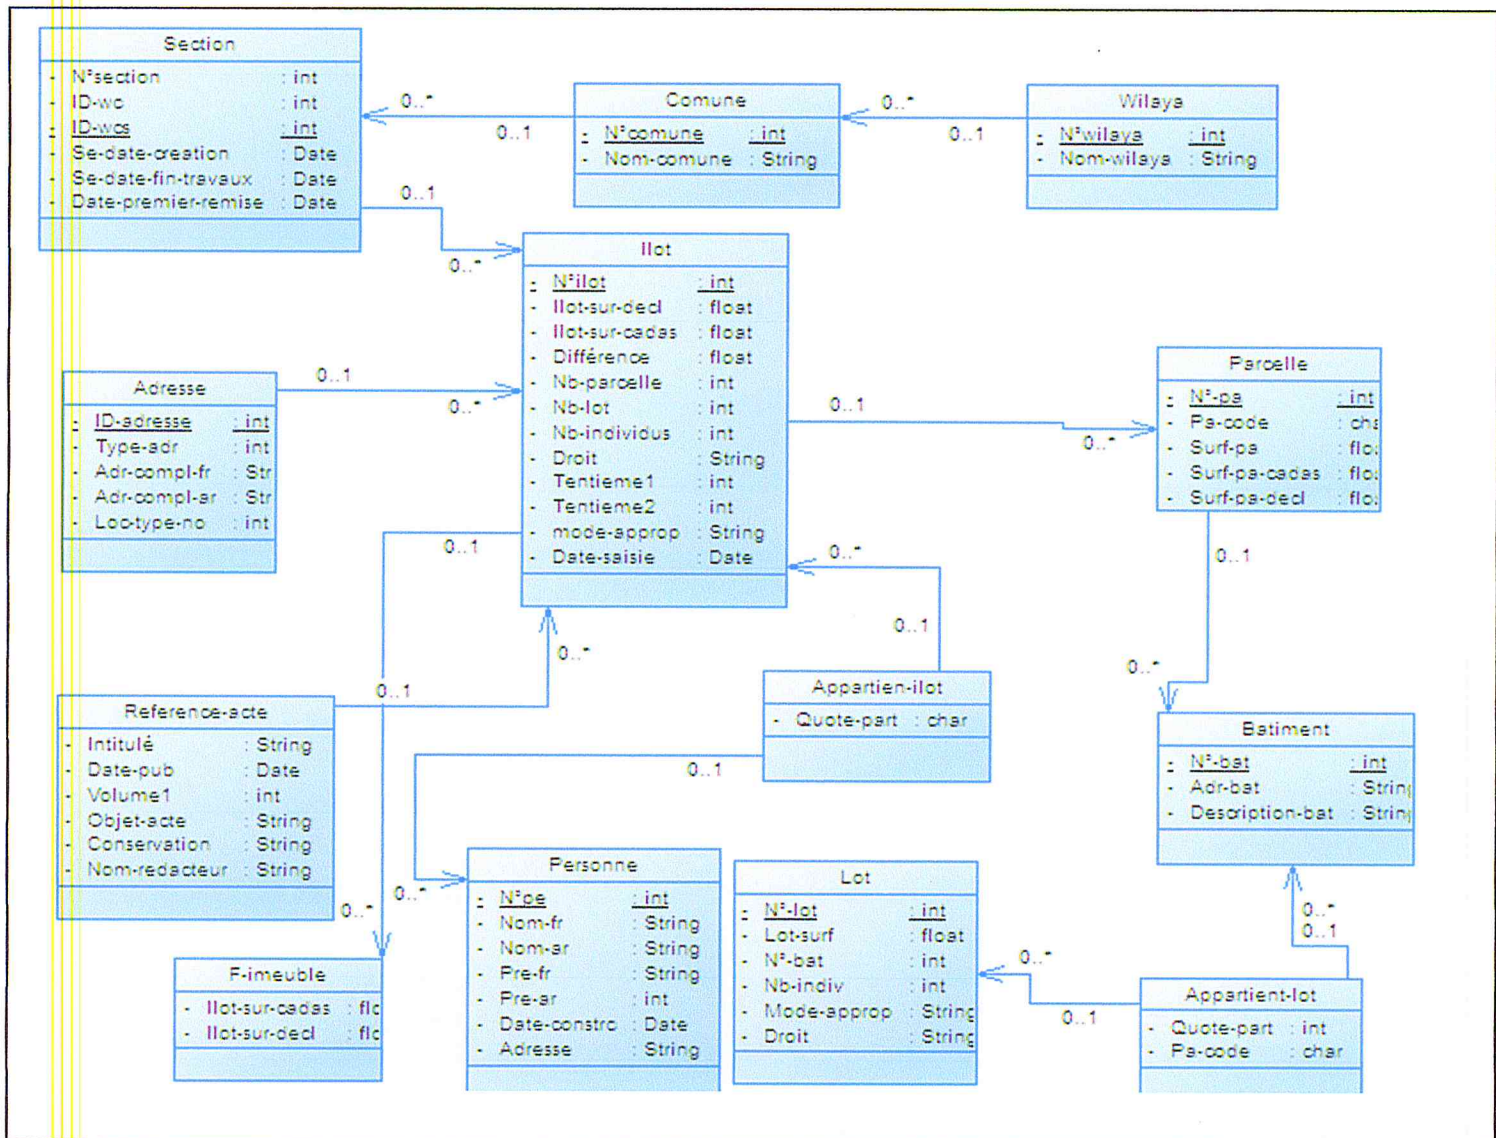 Section
- N°section : int
- ID-wc : int
- ID-wcs : int
- Se-date-creation : Date
- Se-date-fin-travaux : Date
- Date-premier-remise : Date
0..*
0..1
Comune
- N°comune : int
- Nom-comune : String
0..*
0..1
Wilaya
- N°wilaya : int
- Nom-wilaya : String
0..1
0..*
Ilot
- N°ilot : int
- Ilot-sur-decl : float
- Ilot-sur-cadas : float
- Différence : float
- Nb-parcelle : int
- Nb-lot : int
- Nb-individus : int
- Droit : String
- Tentieme1 : int
- Tentieme2 : int
- mode-approp : String
- Date-saisie : Date
Adresse
- ID-adresse : int
- Type-adr : int
- Adr-compl-fr : Str
- Adr-compl-ar : Str
- Loc-type-no : int
0..1
0..*
0..1
0..*
Parcelle
- N°-pa : int
- Pa-code : cha
- Surf-pa : floa
- Surf-pa-cadas : floa
- Surf-pa-decl : floa
0..1
0..*
0..1
0..*
0..1
0..*
0..1
Appartien-ilot
- Quote-part : char
0..1
Reference-acte
- Intitulé : String
- Date-pub : Date
- Volume1 : int
- Objet-acte : String
- Conservation : String
- Nom-redacteur : String
Batiment
- N°-bat : int
- Adr-bat : String
- Description-bat : String
0..*
0..*
Personne
- N°pe : int
- Nom-fr : String
- Nom-ar : String
- Pre-fr : String
- Pre-ar : int
- Date-constrc : Date
- Adresse : String
Lot
- N°-lot : int
- Lot-surf : float
- N°-bat : int
- Nb-indiv : int
- Mode-approp : String
- Droit : String
0..*
0..1
0..*
0..1
F-imeuble
- Ilot-sur-cadas : flo
- Ilot-sur-decl : flo
Appartient-lot
- Quote-part : int
- Pa-code : char